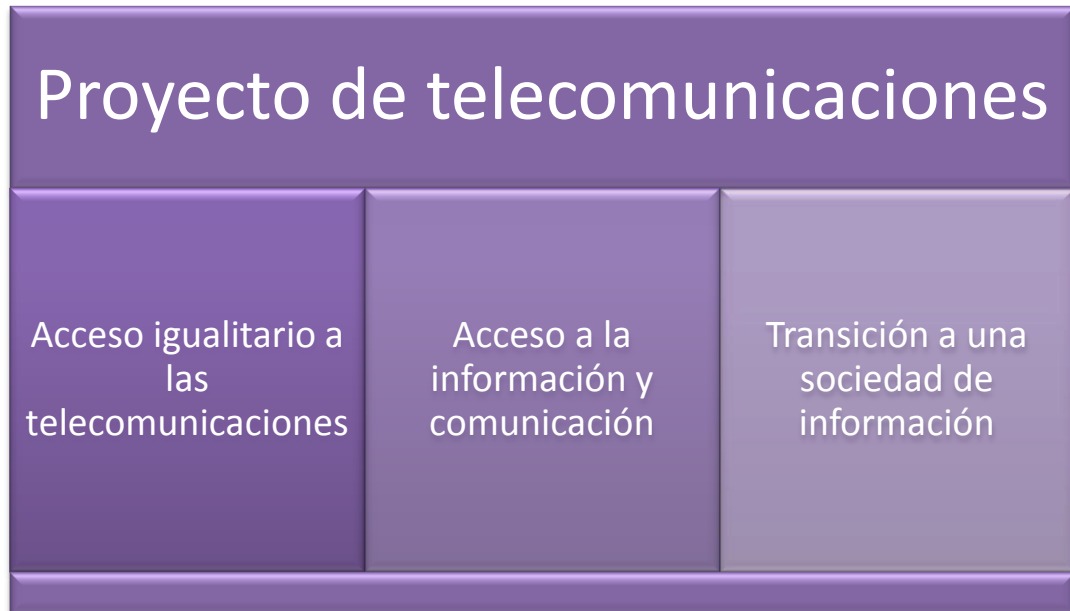 Proyecto de telecomunicaciones
Acceso igualitario a
las
telecomunicaciones
Acceso a la
información y
comunicación
Transición a una
sociedad de
información